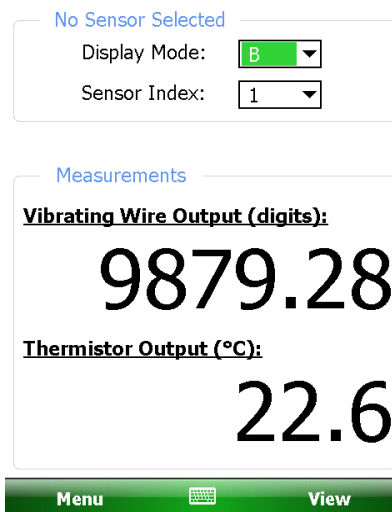 No Sensor Selected
Display Mode: B
Sensor Index: 1
Measurements
Vibrating Wire Output (digits):
9879.28
Thermistor Output (°C):
22.6
Menu View